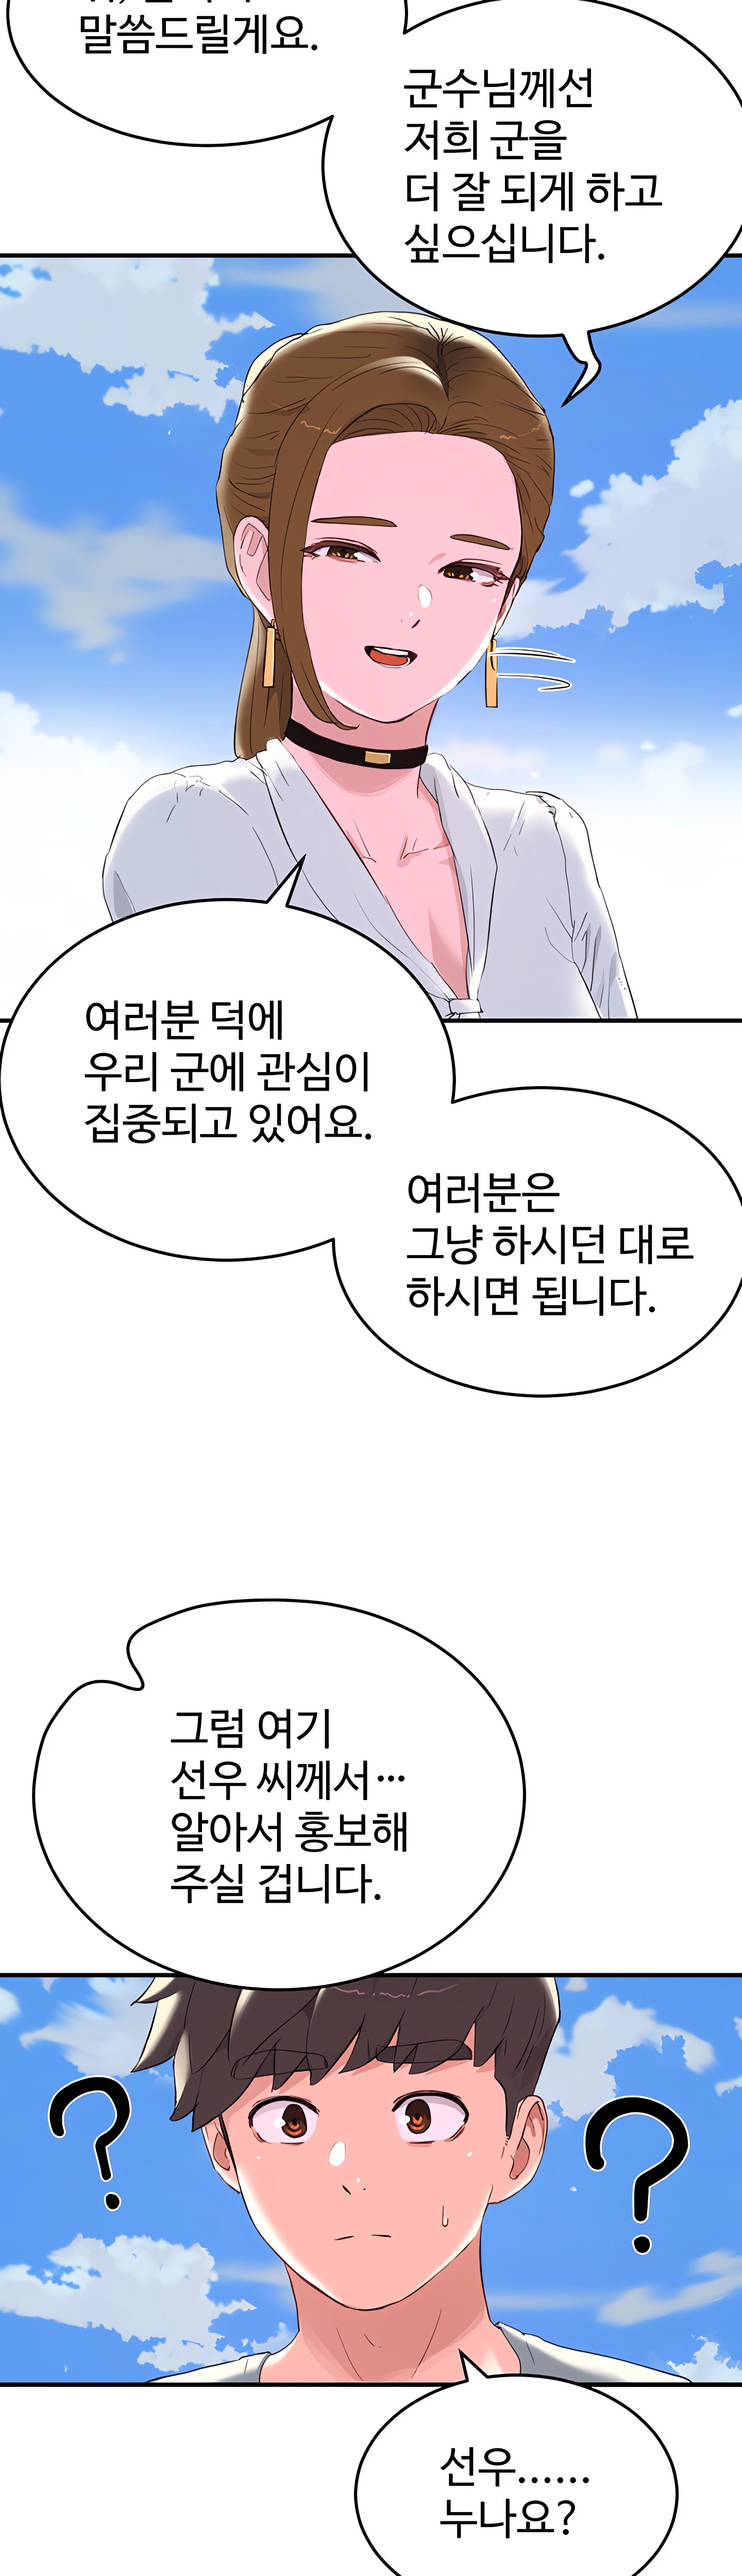 말씀드릴게요.
군수님께선
저희 군을
더 잘 되게 하고
싶으십니다.
여러분 덕에
우리 군에 관심이
집중되고 있어요.
여러분은
그냥 하시던 대로
하시면 됩니다.
그럼 여기
선우 씨께서…
알아서 홍보해
주실 겁니다.
?
?
선우……
누나요?